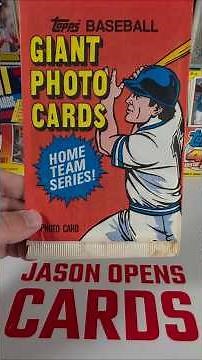 Topps BASEBALL
GIANT
PHOTO
CARDS
HOME
TEAM
SERIES!
PHOTO CARD
JASON OPENS
CARDS